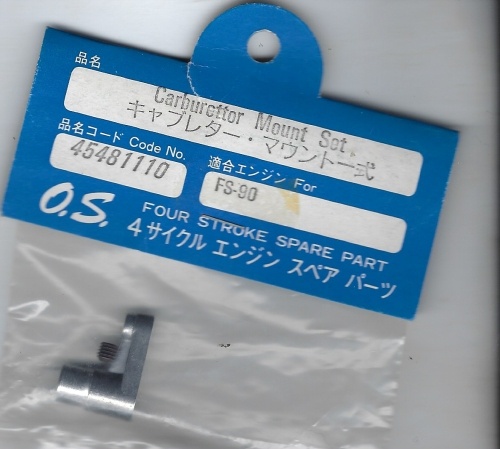 品名
Carburettor Mount Set.
キャブレター・マウント一式
品名コード Code No.
45481110
適合エンジン For
FS-90
O.S.
FOUR STROKE SPARE PART
4サイクル エンジン スペア パーツ